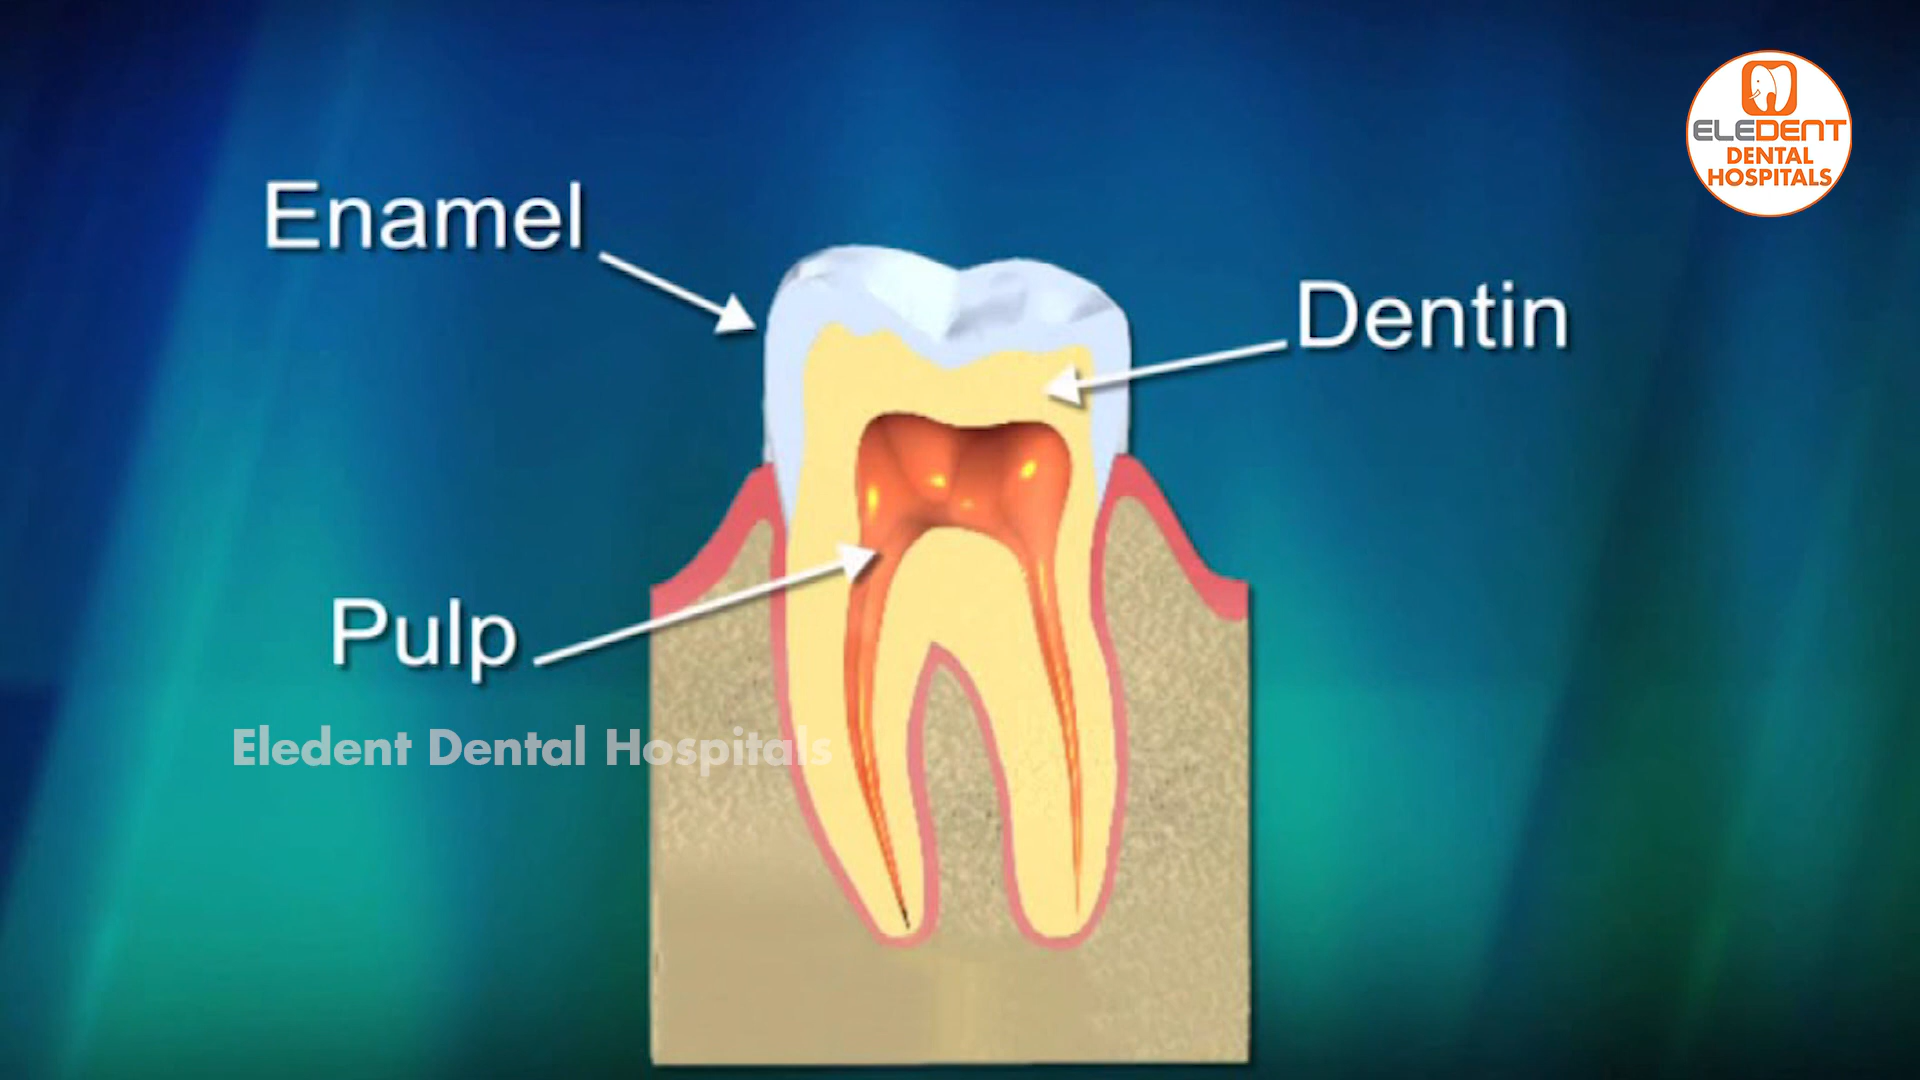 ELEDENT
DENTAL
HOSPITALS
Enamel
Dentin
Pulp
Eledent Dental Hospitals